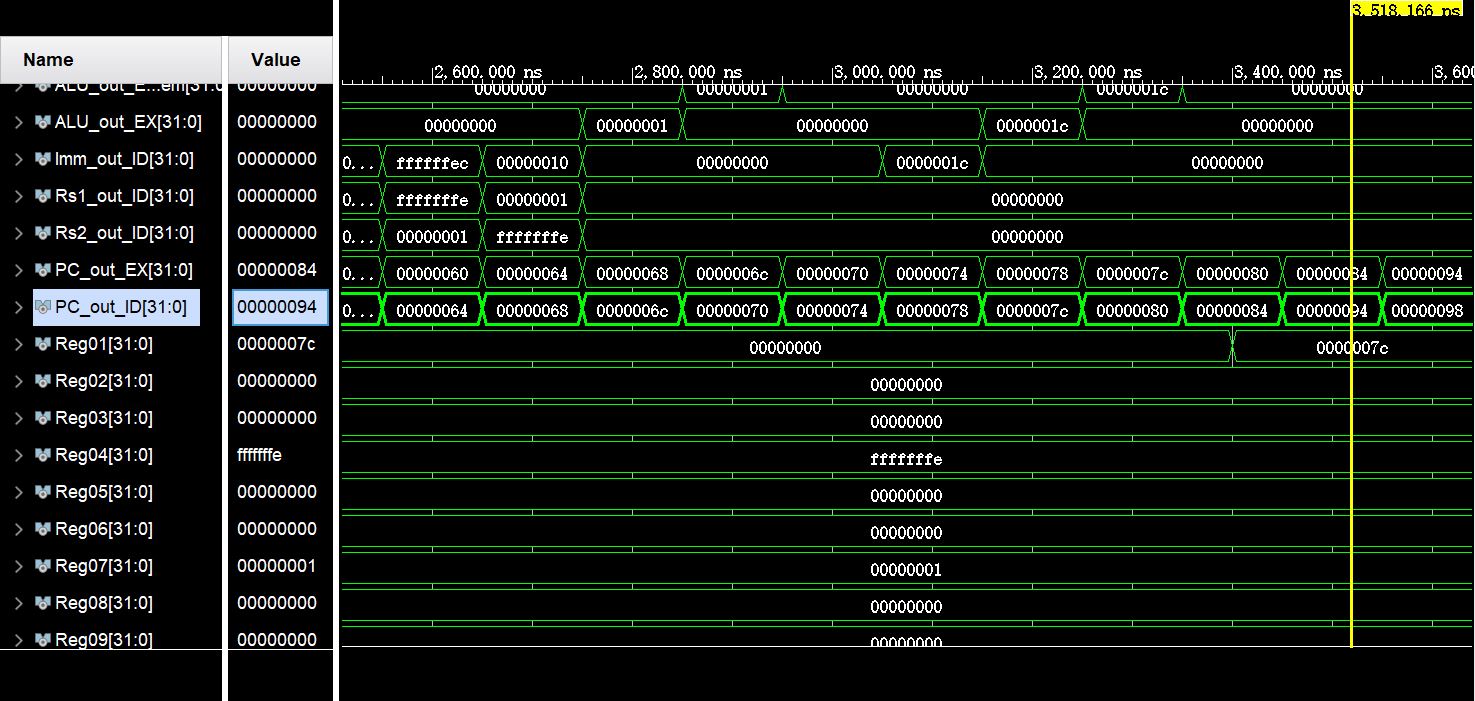 3,518.166 ns
Name Value
2,600.000 ns 2,800.000 ns 3,000.000 ns 3,200.000 ns 3,400.000 ns 3,600
ALU_out_E...em[31:0 00000000 00000000 00000001 00000000 0000001c 00000000
ALU_out_EX[31:0] 00000000 00000000 00000001 00000000 0000001c 00000000
Imm_out_ID[31:0] 00000000 0... ffffffec 00000010 00000000 0000001c 00000000
Rs1_out_ID[31:0] 00000000 0... fffffffe 00000001 00000000
Rs2_out_ID[31:0] 00000000 0... 00000001 fffffffe 00000000
PC_out_EX[31:0] 00000084 0... 00000060 00000064 00000068 0000006c 00000070 00000074 00000078 0000007c 00000080 00000084 00000094
PC_out_ID[31:0] 00000094 0... 00000064 00000068 0000006c 00000070 00000074 00000078 0000007c 00000080 00000084 00000094 00000098
Reg01[31:0] 0000007c 00000000 0000007c
Reg02[31:0] 00000000 00000000
Reg03[31:0] 00000000 00000000
Reg04[31:0] fffffffe fffffffe
Reg05[31:0] 00000000 00000000
Reg06[31:0] 00000000 00000000
Reg07[31:0] 00000001 00000001
Reg08[31:0] 00000000 00000000
Reg09[31:0] 00000000 00000000